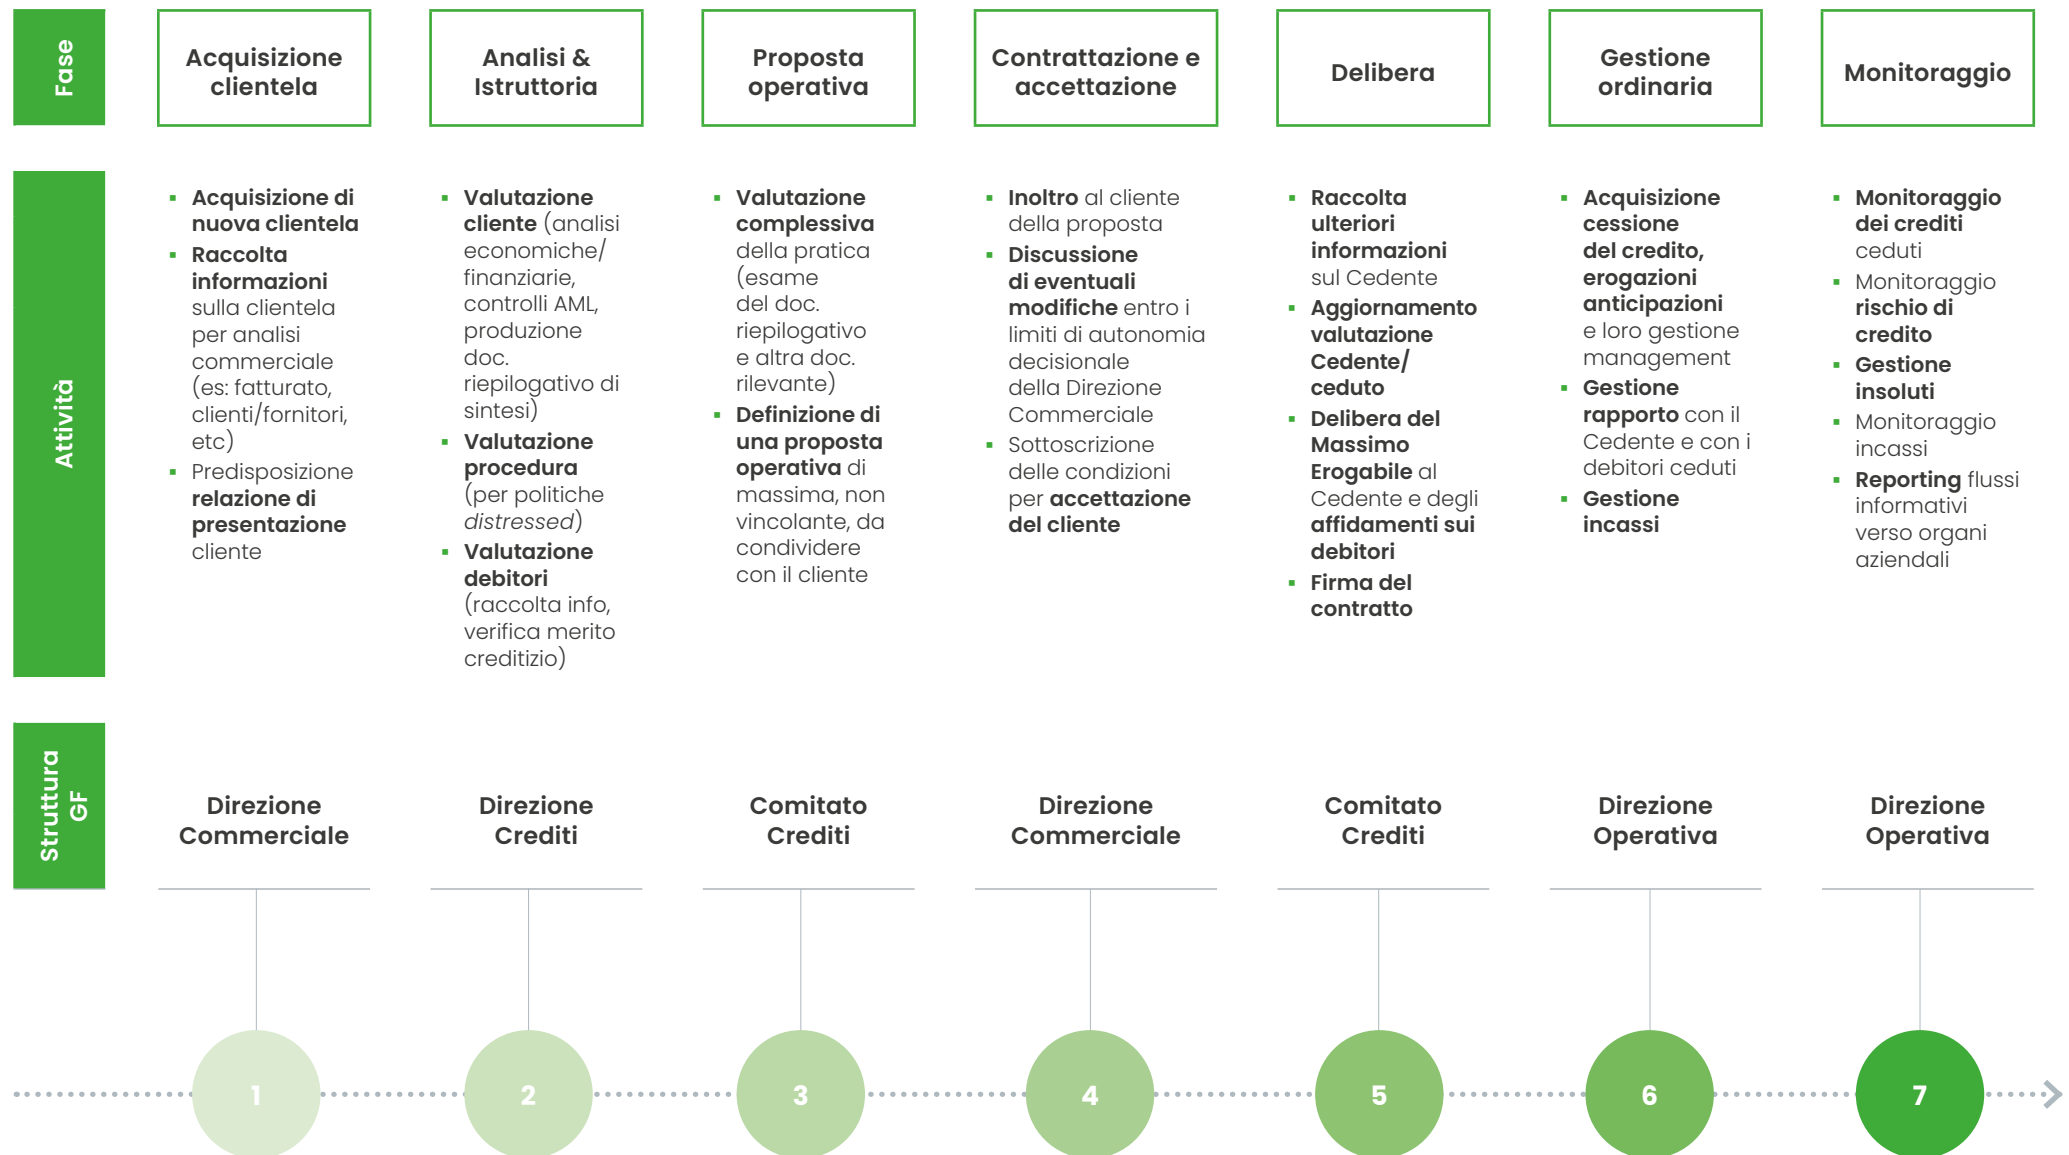 Fase
Acquisizione
clientela
Analisi &
Istruttoria
Proposta
operativa
Contrattazione e
accettazione
Delibera
Gestione
ordinaria
Monitoraggio
Attività
▪ Acquisizione di
nuova clientela
▪ Raccolta
informazioni
sulla clientela
per analisi
commerciale
(es: fatturato,
clienti/fornitori,
etc)
▪ Predisposizione
relazione di
presentazione
cliente
▪ Valutazione
cliente (analisi
economiche/
finanziarie,
controlli AML,
produzione
doc.
riepilogativo di
sintesi)
▪ Valutazione
procedura
(per politiche
distressed)
▪ Valutazione
debitori
(raccolta info,
verifica merito
creditizio)
▪ Valutazione
complessiva
della pratica
(esame
del doc.
riepilogativo
e altra doc.
rilevante)
▪ Definizione di
una proposta
operativa di
massima, non
vincolante, da
condividere
con il cliente
▪ Inoltro al cliente
della proposta
▪ Discussione
di eventuali
modifiche entro i
limiti di autonomia
decisionale
della Direzione
Commerciale
▪ Sottoscrizione
delle condizioni
per accettazione
del cliente
▪ Raccolta
ulteriori
informazioni
sul Cedente
▪ Aggiornamento
valutazione
Cedente/
ceduto
▪ Delibera del
Massimo
Erogabile al
Cedente e degli
affidamenti sui
debitori
▪ Firma del
contratto
▪ Acquisizione
cessione
del credito,
erogazioni
anticipazioni
e loro gestione
management
▪ Gestione
rapporto con il
Cedente e con i
debitori ceduti
▪ Gestione
incassi
▪ Monitoraggio
dei crediti
ceduti
▪ Monitoraggio
rischio di
credito
▪ Gestione
insoluti
▪ Monitoraggio
incassi
▪ Reporting flussi
informativi
verso organi
aziendali
Struttura
GF
Direzione
Commerciale
Direzione
Crediti
Comitato
Crediti
Direzione
Commerciale
Comitato
Crediti
Direzione
Operativa
Direzione
Operativa
1
2
3
4
5
6
7